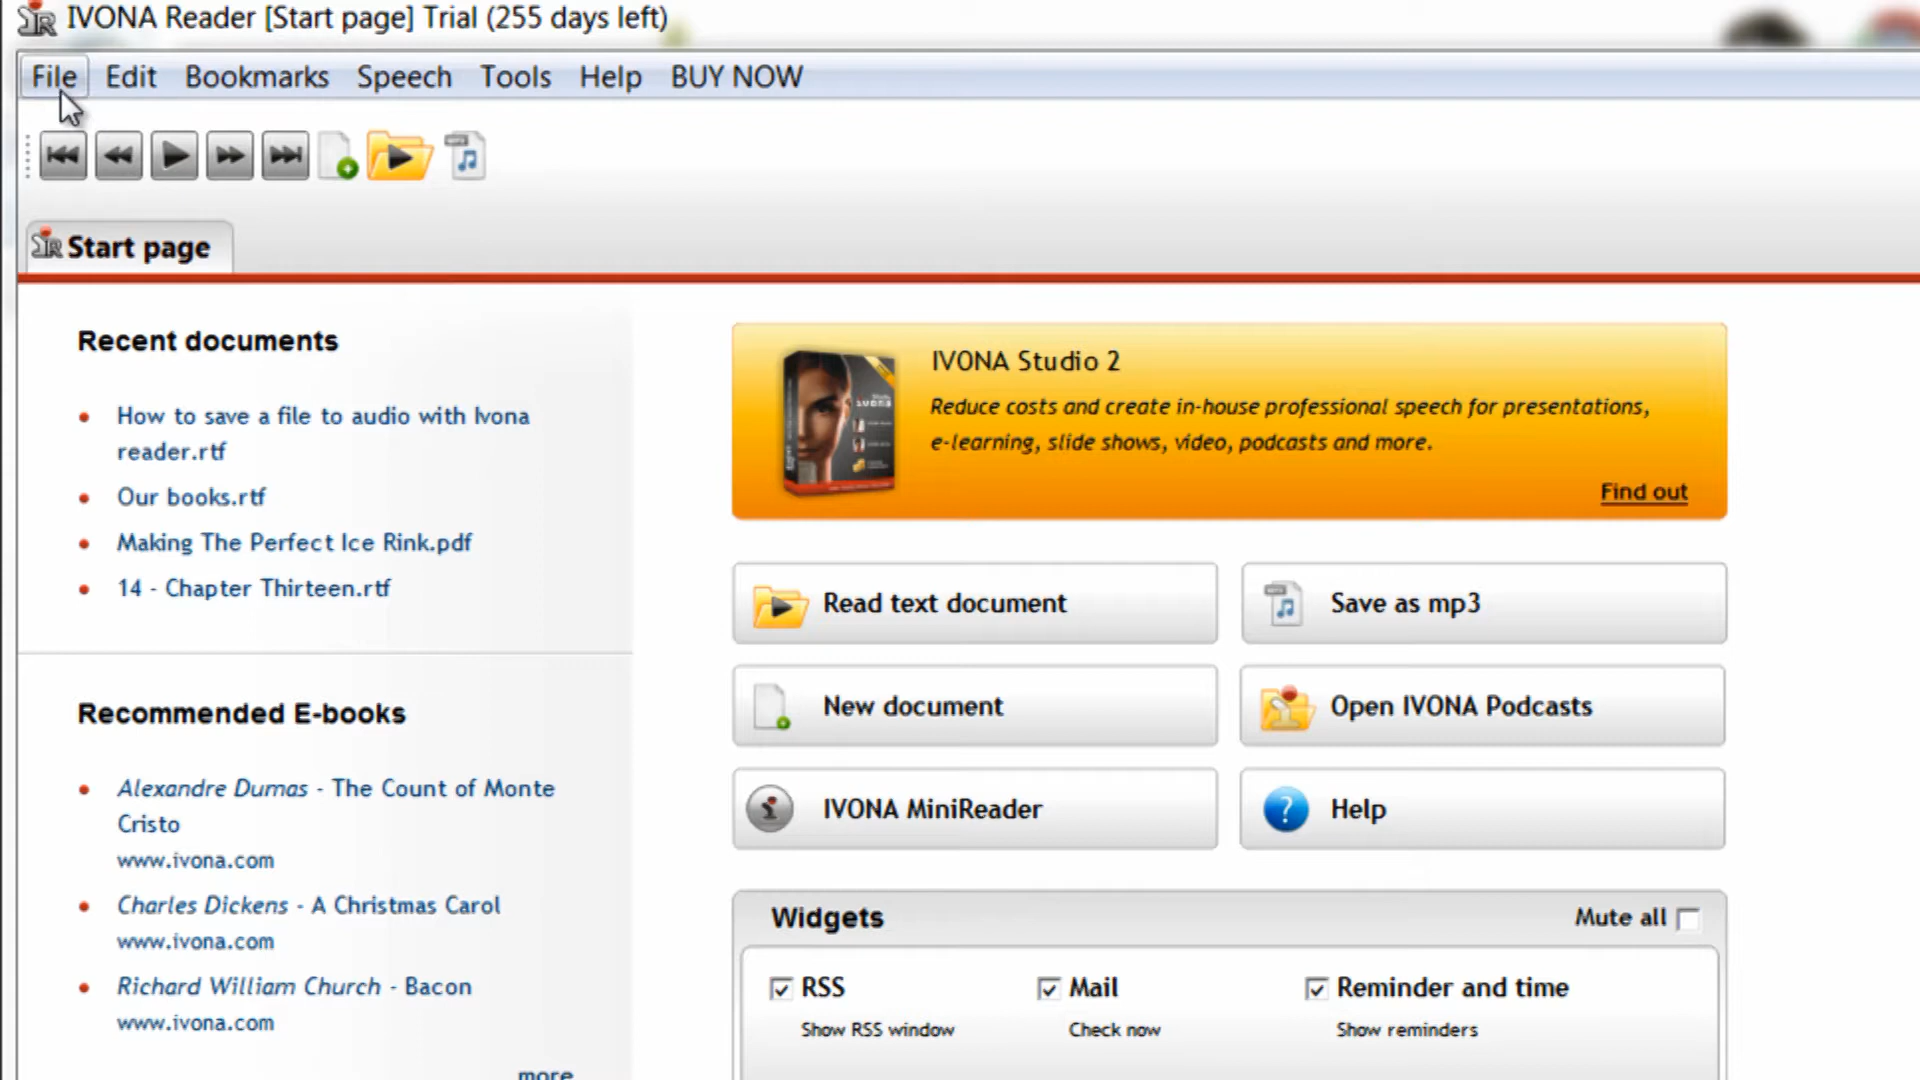 IVONA Reader [Start page] Trial (255 days left)
File Edit Bookmarks Speech Tools Help BUY NOW
Start page
Recent documents
How to save a file to audio with Ivona
reader.rtf
Our books.rtf
Making The Perfect Ice Rink.pdf
14 - Chapter Thirteen.rtf
Recommended E-books
Alexandre Dumas - The Count of Monte
Cristo
www.ivona.com
Charles Dickens - A Christmas Carol
www.ivona.com
Richard William Church - Bacon
www.ivona.com
more
IVONA Studio 2
Reduce costs and create in-house professional speech for presentations,
e-learning, slide shows, video, podcasts and more.
Find out
Read text document
Save as mp3
New document
Open IVONA Podcasts
IVONA MiniReader
Help
Widgets
Mute all
RSS
Mail
Reminder and time
Show RSS window
Check now
Show reminders